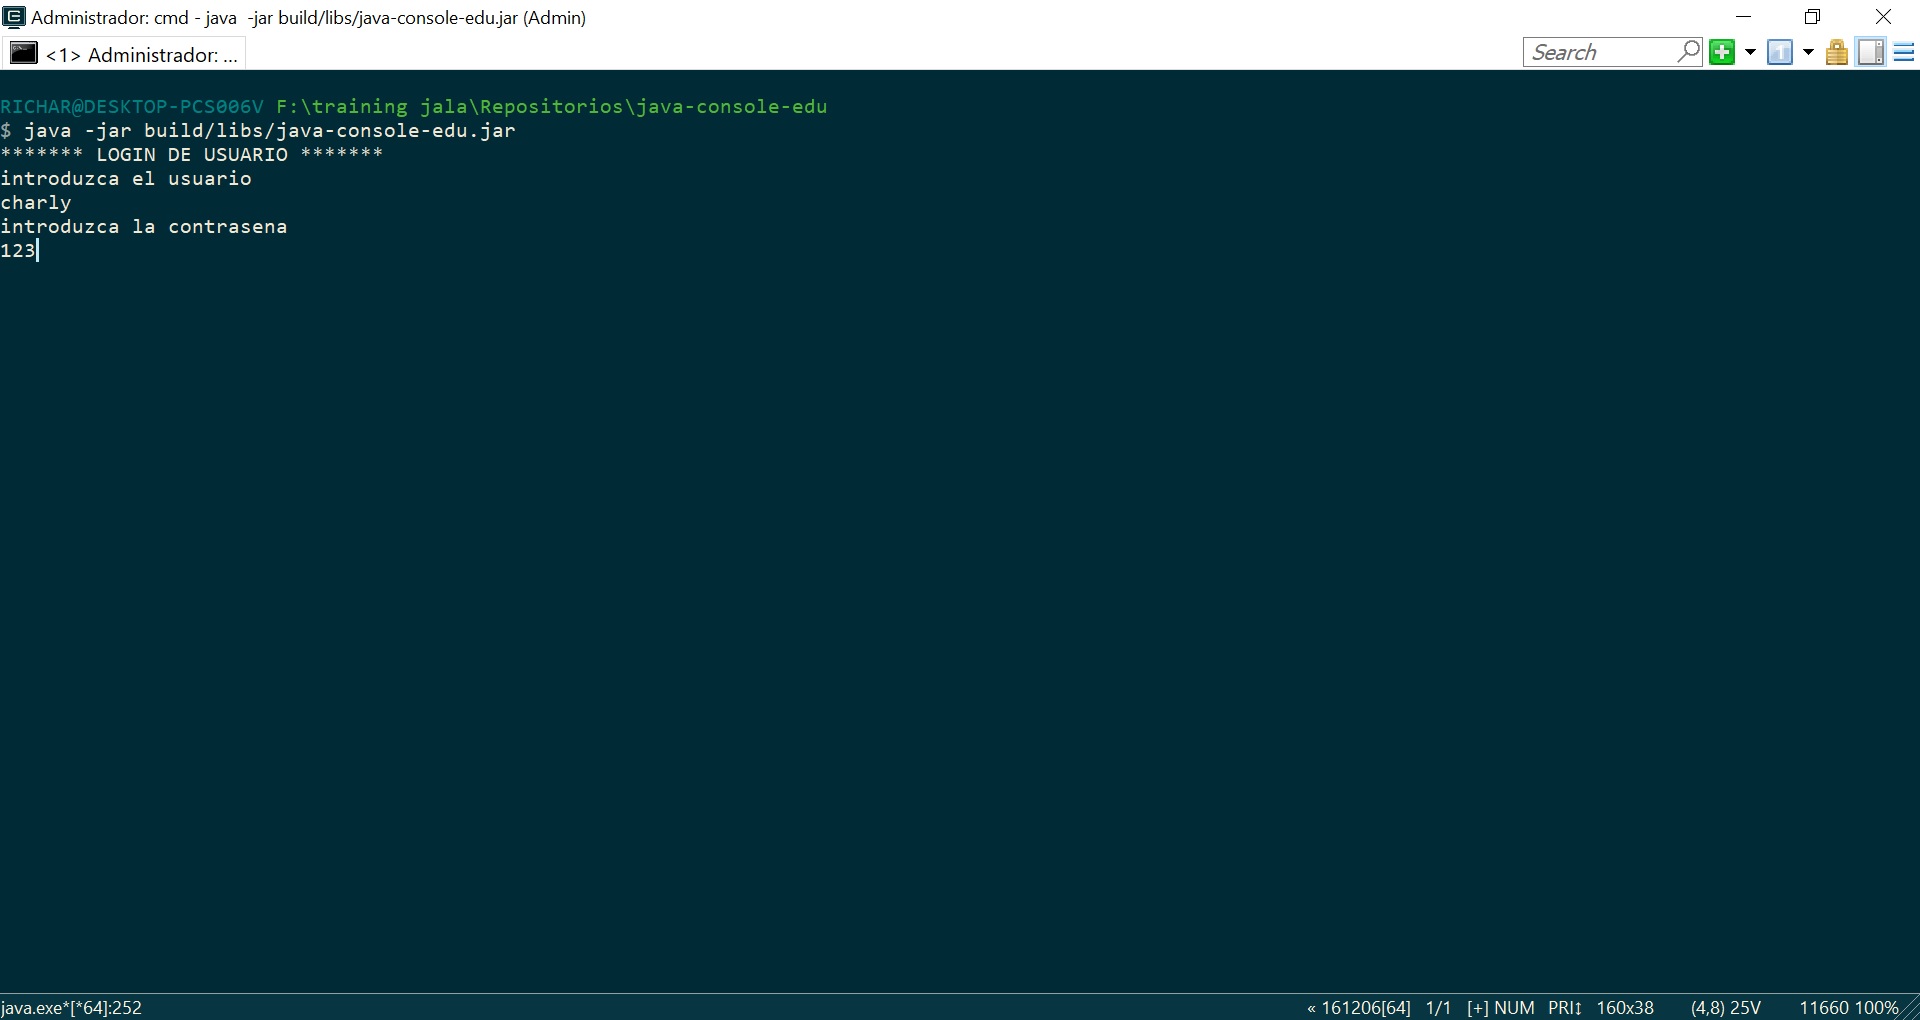 Administrador: cmd - java  -jar build/libs/java-console-edu.jar (Admin)
<1> Administrador: ...
Search
1
RICHAR@DESKTOP-PCS006V F:\training jala\Repositorios\java-console-edu
$ java -jar build/libs/java-console-edu.jar
******* LOGIN DE USUARIO *******
introduzca el usuario
charly
introduzca la contrasena
123
java.exe*[*64]:252 « 161206[64] 1/1 [+] NUM PRI↕ 160x38 (4,8) 25V 11660 100%